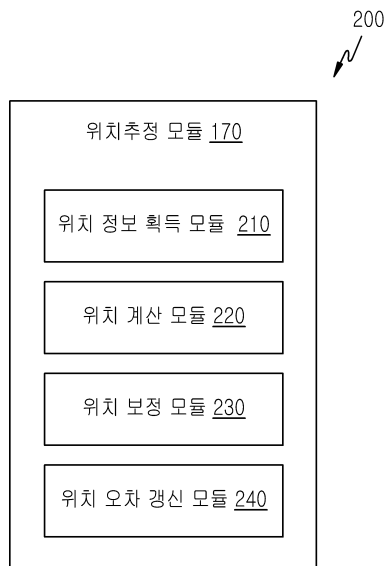 200
위치추정 모듈 170
위치 정보 획득 모듈 210
위치 계산 모듈 220
위치 보정 모듈 230
위치 오차 갱신 모듈 240